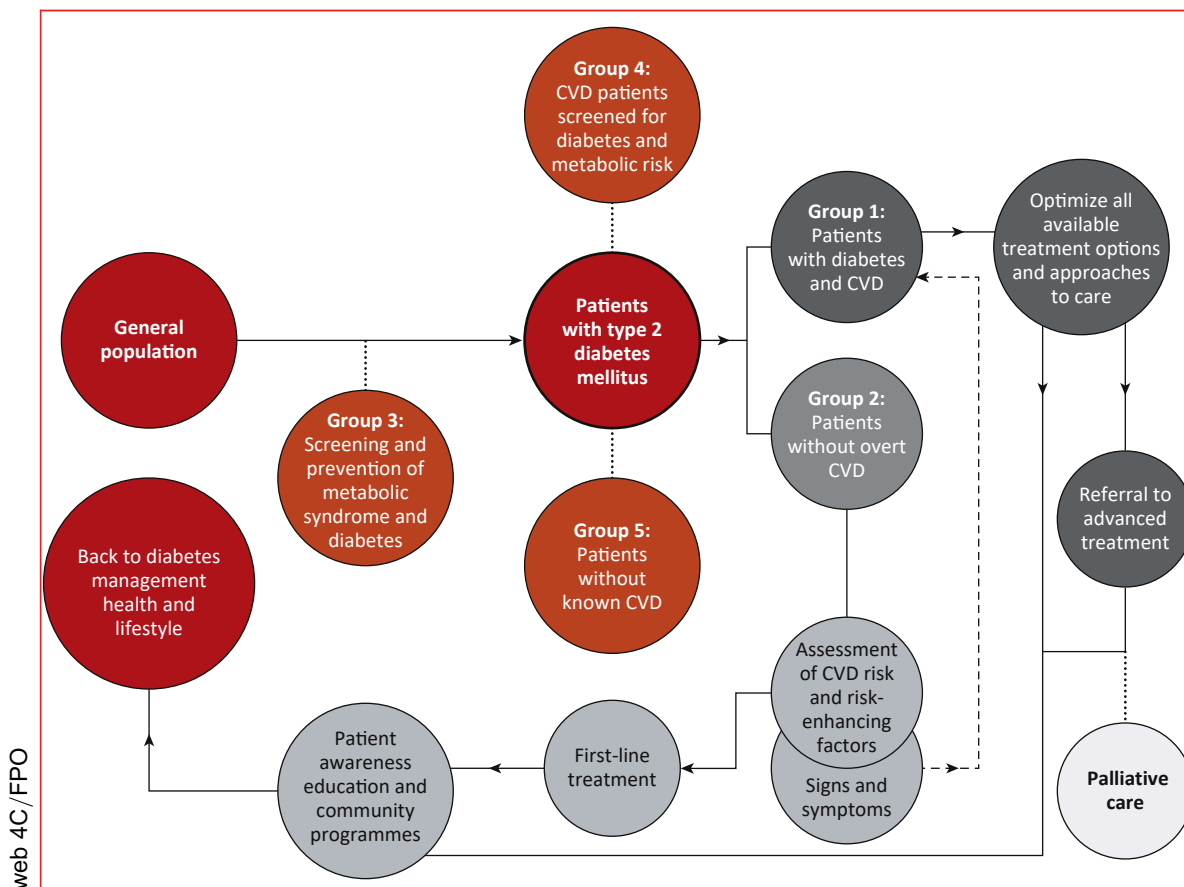 Group 4:
CVD patients
screened for
diabetes and
metabolic risk
Group 1:
Patients
with diabetes
and CVD
Optimize all
available
treatment options
and approaches
to care
General
population
Patients
with type 2
diabetes
mellitus
Group 3:
Screening and
prevention of
metabolic
syndrome and
diabetes
Group 2:
Patients
without overt
CVD
Referral to
advanced
treatment
Back to diabetes
management
health and
lifestyle
Group 5:
Patients
without
known CVD
Assessment
of CVD risk
and risk-
enhancing
factors
Patient
awareness
education and
community
programmes
First-line
treatment
Signs and
symptoms
Palliative
care
web 4C/FPO